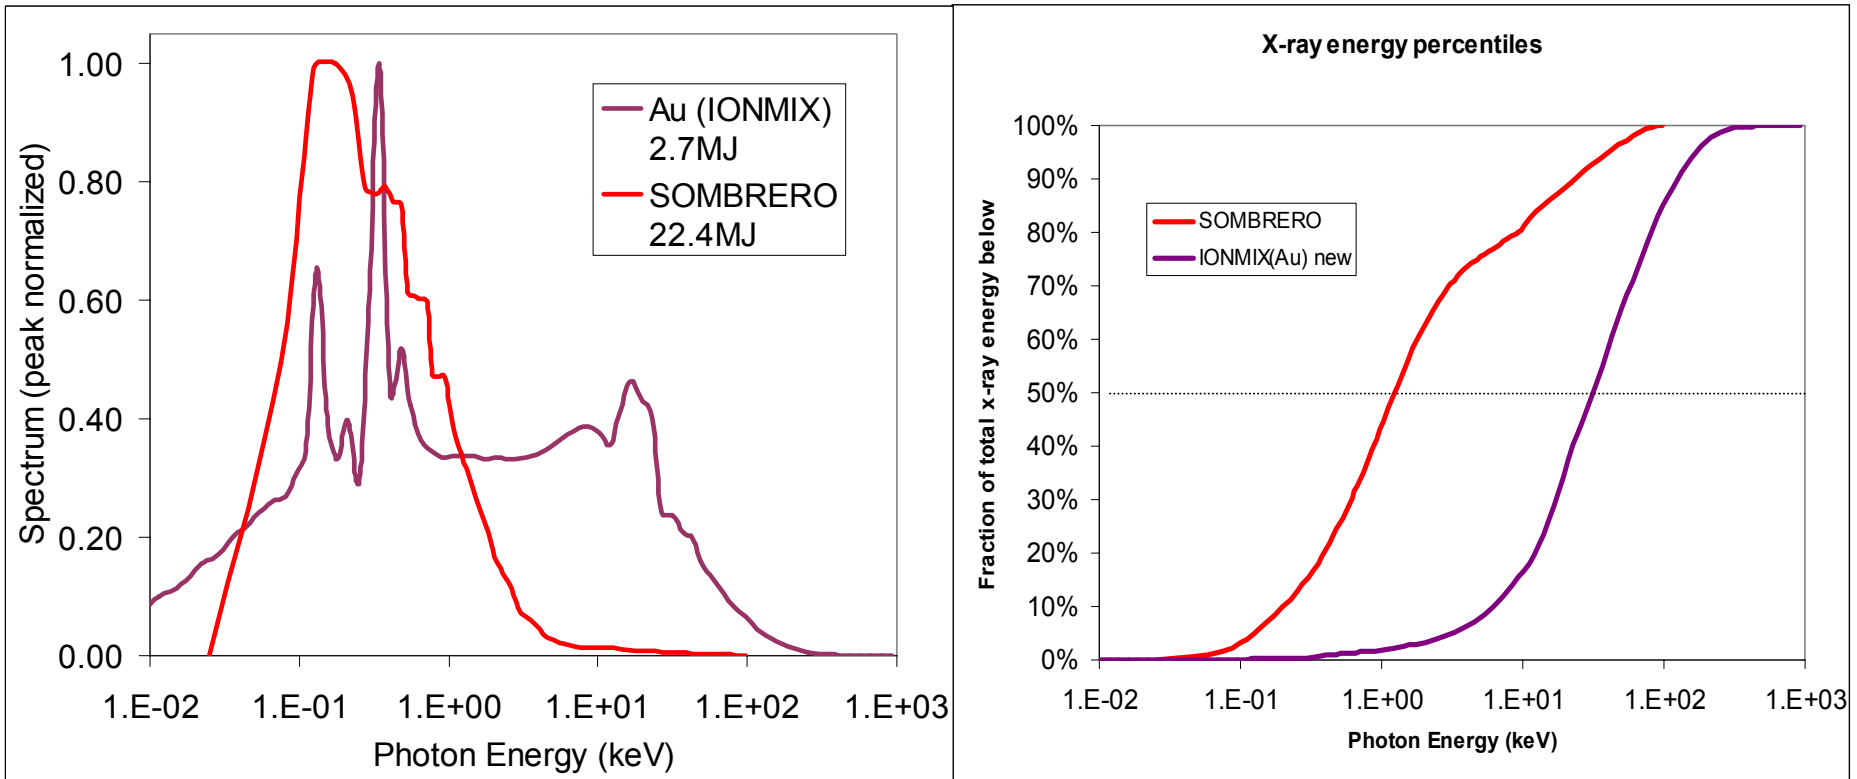 Spectrum (peak normalized)
1.00
0.80
0.60
0.40
0.20
0.00
Au (IONMIX)
2.7MJ
SOMBRERO
22.4MJ
1.E-02 1.E-01 1.E+00 1.E+01 1.E+02 1.E+03
Photon Energy (keV)
X-ray energy percentiles
Fraction of total x-ray energy below
100%
90%
80%
70%
60%
50%
40%
30%
20%
10%
0%
SOMBRERO
IONMIX(Au) new
1.E-02 1.E-01 1.E+00 1.E+01 1.E+02 1.E+03
Photon Energy (keV)